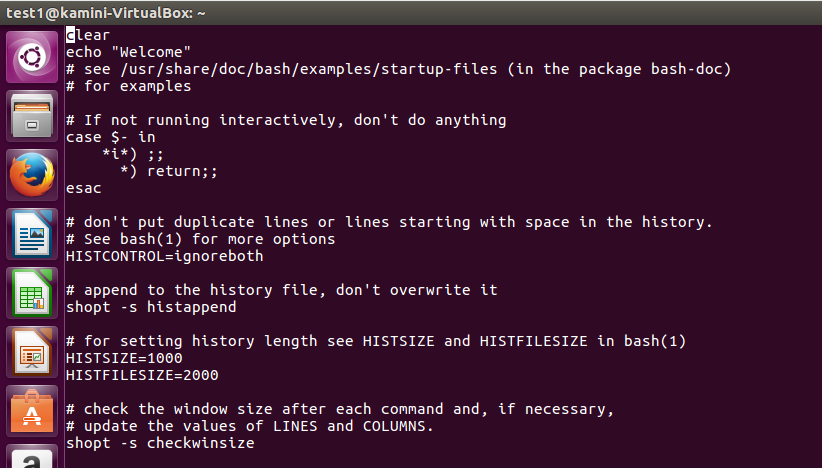 test1@kamini-VirtualBox: ~
clear
echo "Welcome"
# see /usr/share/doc/bash/examples/startup-files (in the package bash-doc)
# for examples

# If not running interactively, don't do anything
case $- in
    *i*) ;;
      *) return;;
esac

# don't put duplicate lines or lines starting with space in the history.
# See bash(1) for more options
HISTCONTROL=ignoreboth

# append to the history file, don't overwrite it
shopt -s histappend

# for setting history length see HISTSIZE and HISTFILESIZE in bash(1)
HISTSIZE=1000
HISTFILESIZE=2000

# check the window size after each command and, if necessary,
# update the values of LINES and COLUMNS.
shopt -s checkwinsize